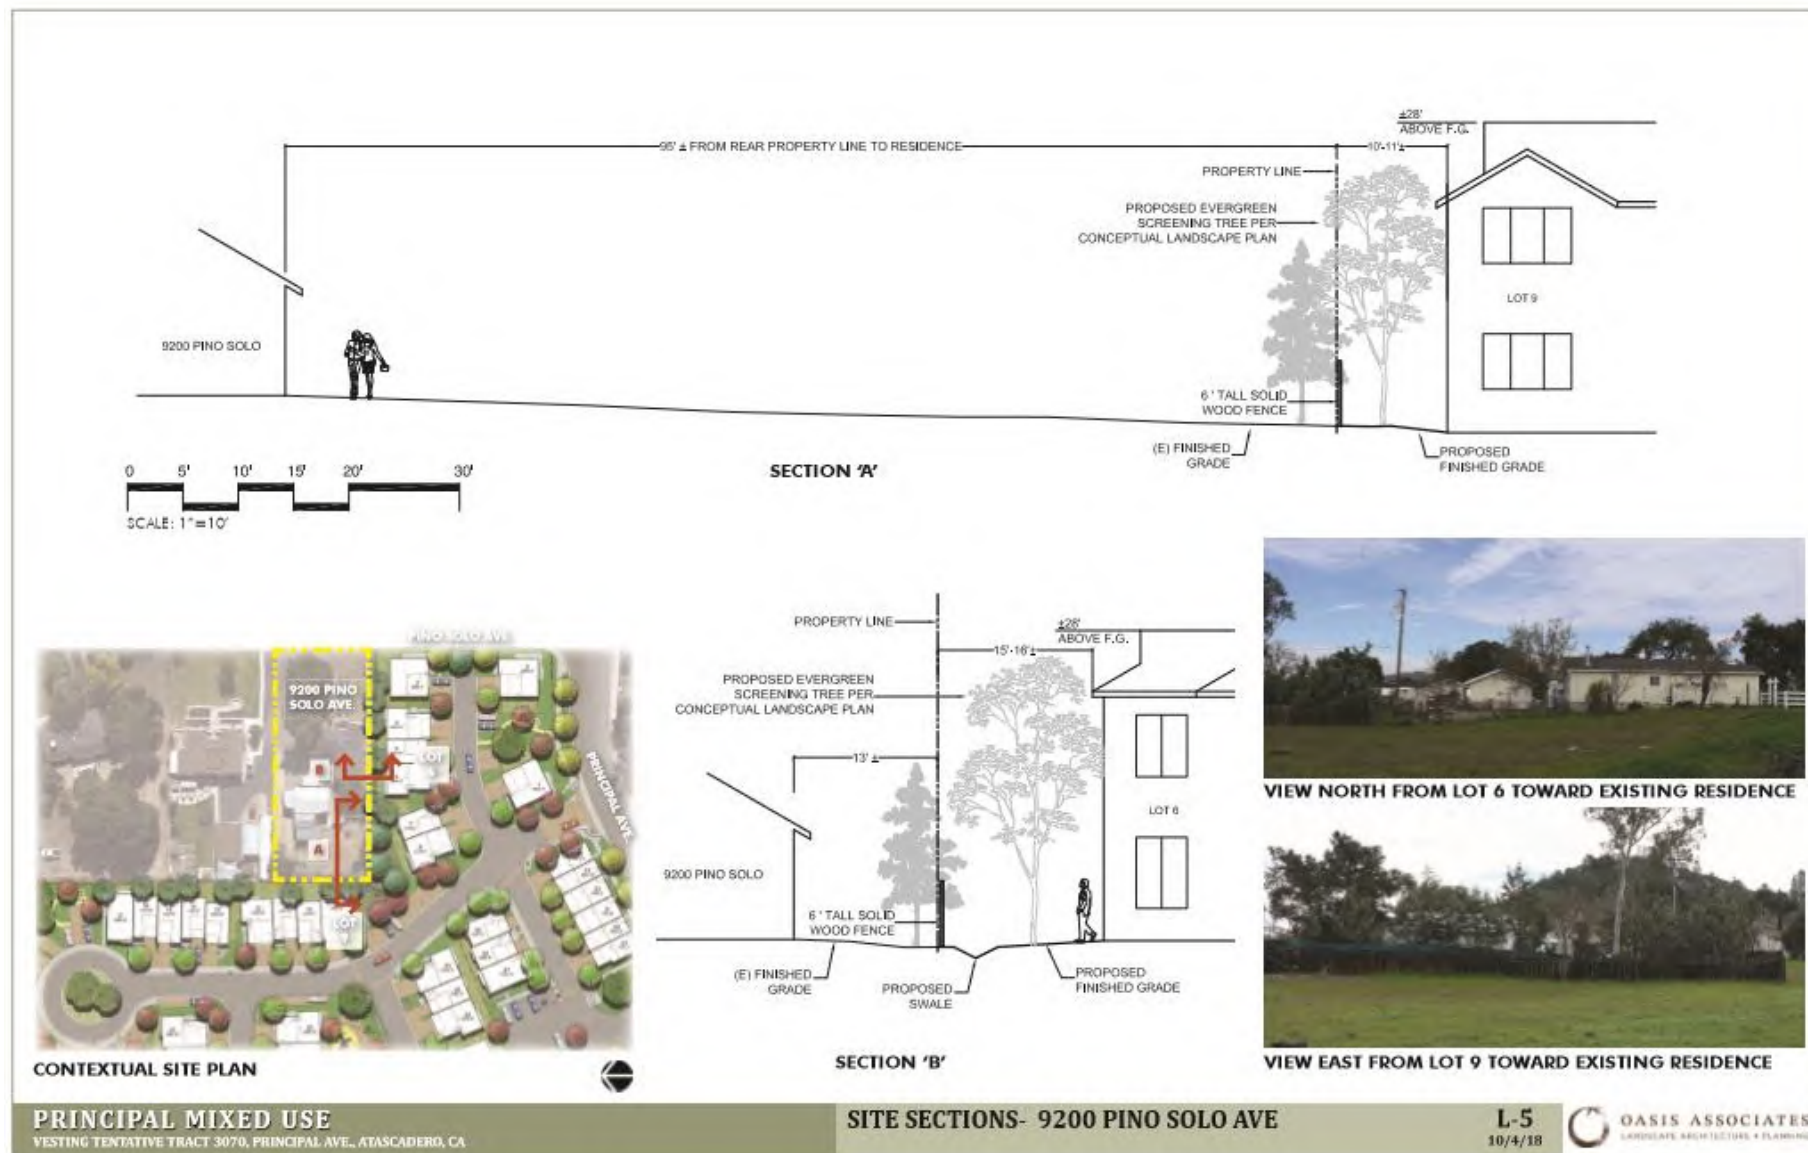 ±28'
ABOVE F.G.
95' ± FROM REAR PROPERTY LINE TO RESIDENCE
10'-11'±
PROPERTY LINE
PROPOSED EVERGREEN
SCREENING TREE PER
CONCEPTUAL LANDSCAPE PLAN
LOT 9
9200 PINO SOLO
6 ' TALL SOLID
WOOD FENCE
(E) FINISHED
GRADE
PROPOSED
FINISHED GRADE
SECTION 'A'
0 5' 10' 15' 20' 30'
SCALE: 1"=10'
PINO SOLO AVE.
9200 PINO
SOLO AVE.
B
A
LOT
LOT
PRINCIPAL AVE.
CONTEXTUAL SITE PLAN
PROPERTY LINE
±28'
ABOVE F.G.
15'-16'±
PROPOSED EVERGREEN
SCREENING TREE PER
CONCEPTUAL LANDSCAPE PLAN
13' ±
9200 PINO SOLO
LOT 6
6 ' TALL SOLID
WOOD FENCE
(E) FINISHED
GRADE
PROPOSED
SWALE
PROPOSED
FINISHED GRADE
SECTION 'B'
VIEW NORTH FROM LOT 6 TOWARD EXISTING RESIDENCE
VIEW EAST FROM LOT 9 TOWARD EXISTING RESIDENCE
PRINCIPAL MIXED USE
VESTING TENTATIVE TRACT 3070, PRINCIPAL AVE., ATASCADERO, CA
SITE SECTIONS- 9200 PINO SOLO AVE
L-5
10/4/18
OASIS ASSOCIATES
LANDSCAPE ARCHITECTURE + PLANNING